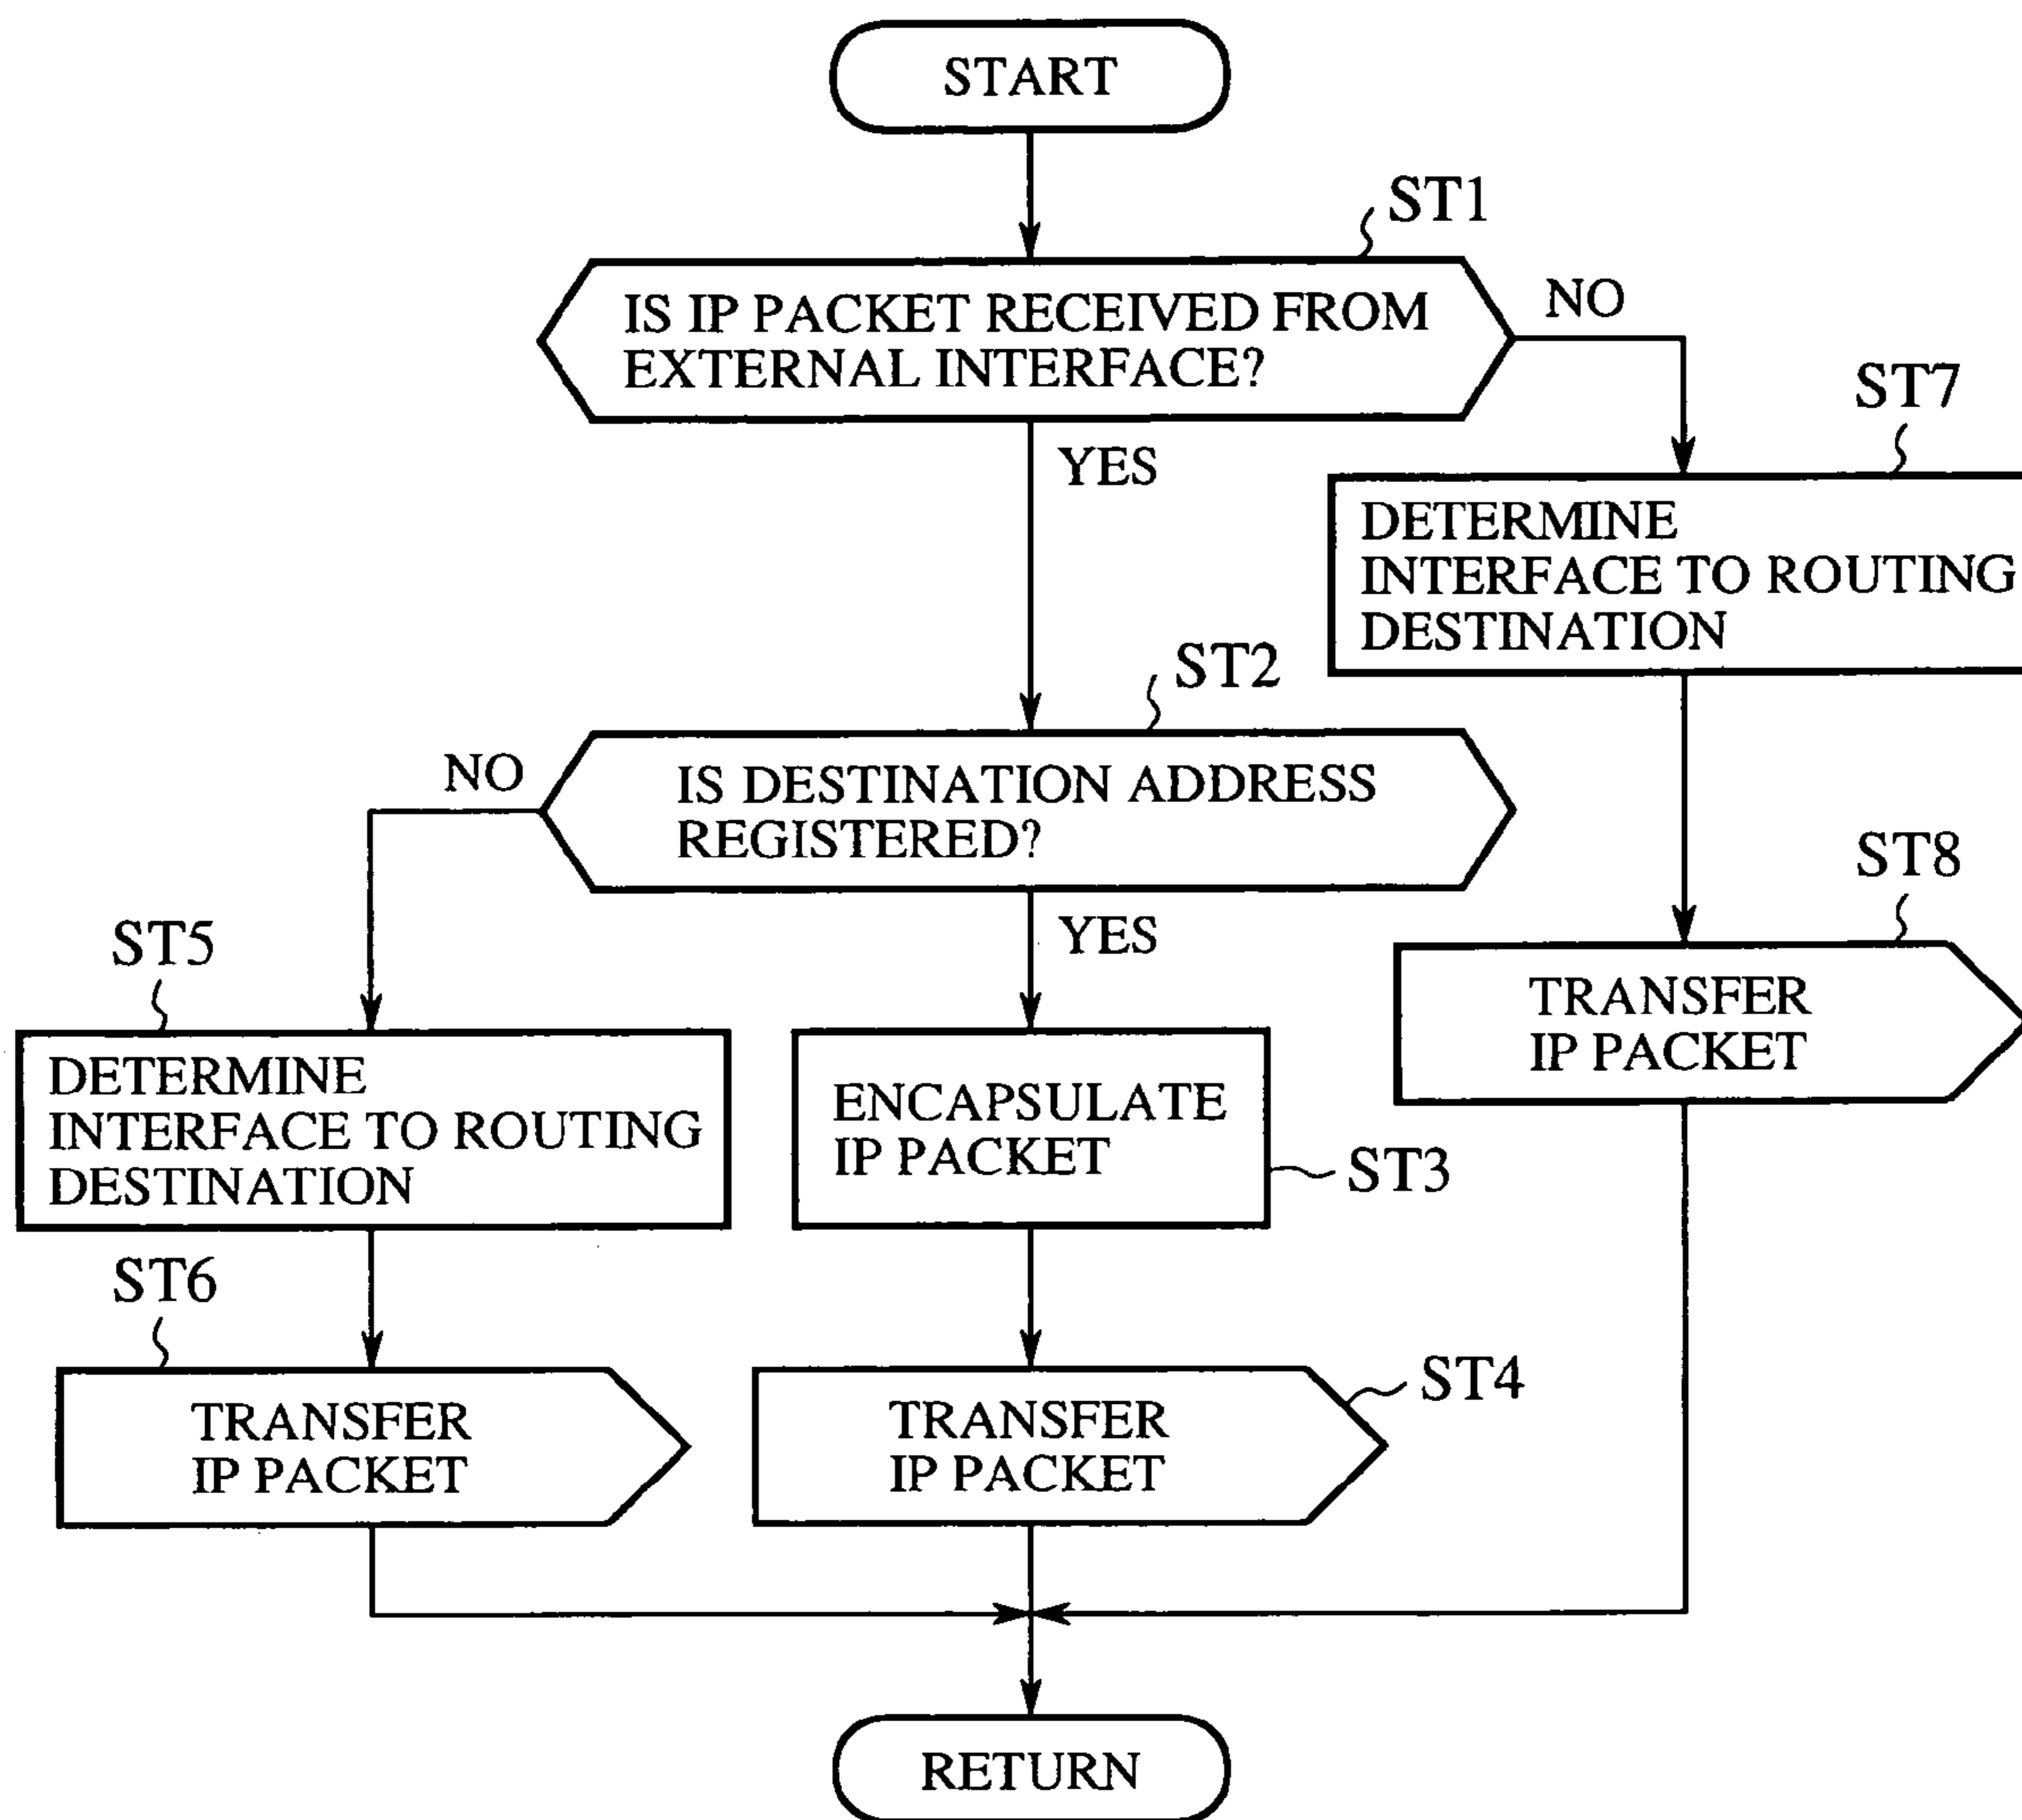 START
ST1
IS IP PACKET RECEIVED FROM
EXTERNAL INTERFACE?
NO
YES
ST7
DETERMINE
INTERFACE TO ROUTING
DESTINATION
ST2
NO
IS DESTINATION ADDRESS
REGISTERED?
YES
ST8
TRANSFER
IP PACKET
ST5
DETERMINE
INTERFACE TO ROUTING
DESTINATION
ENCAPSULATE
IP PACKET
ST3
ST6
TRANSFER
IP PACKET
TRANSFER
IP PACKET
ST4
RETURN